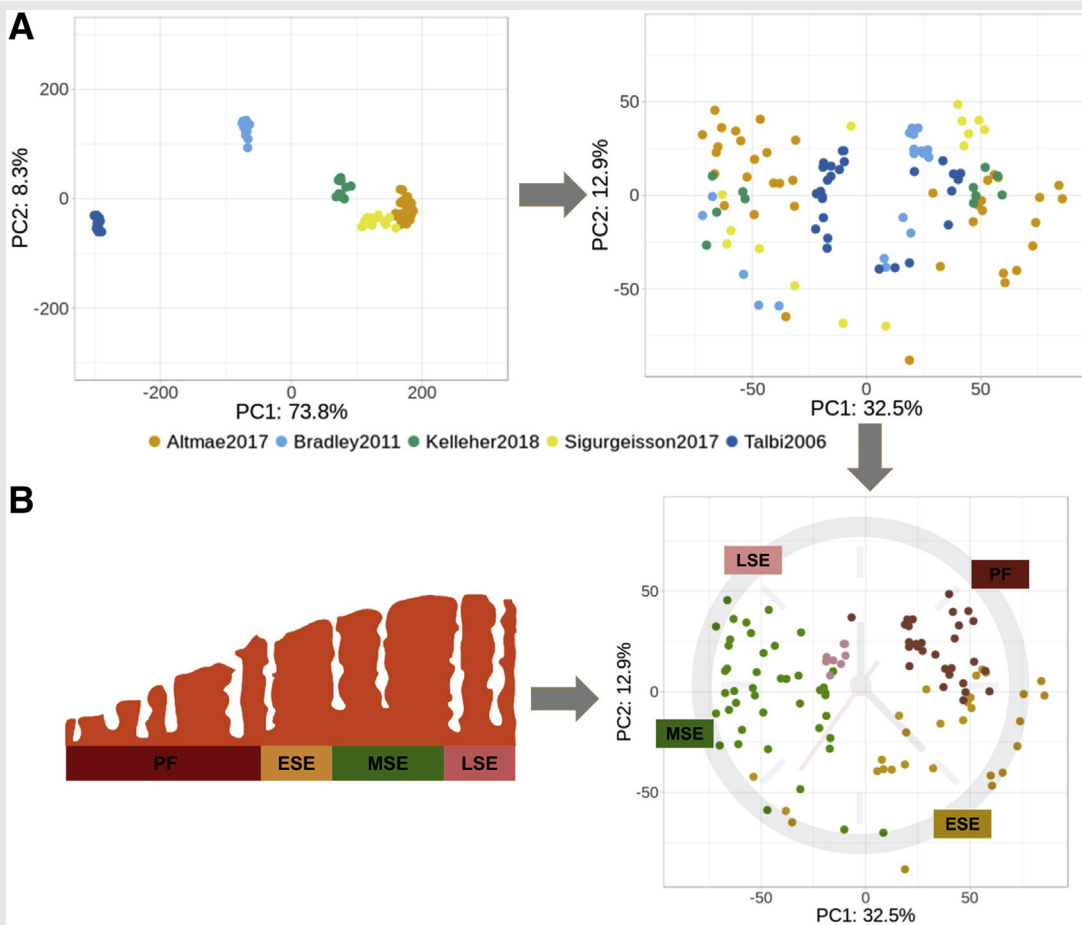 A
200
0
-200
PC2: 8.3%
-200 0 200
PC1: 73.8%
50
0
-50
PC2: 12.9%
-50 0 50
PC1: 32.5%
Altmae2017 Bradley2011 Kelleher2018 Sigurgeisson2017 Talbi2006
B
PF ESE MSE LSE
LSE
PF
MSE
ESE
50
0
-50
PC2: 12.9%
-50 0 50
PC1: 32.5%